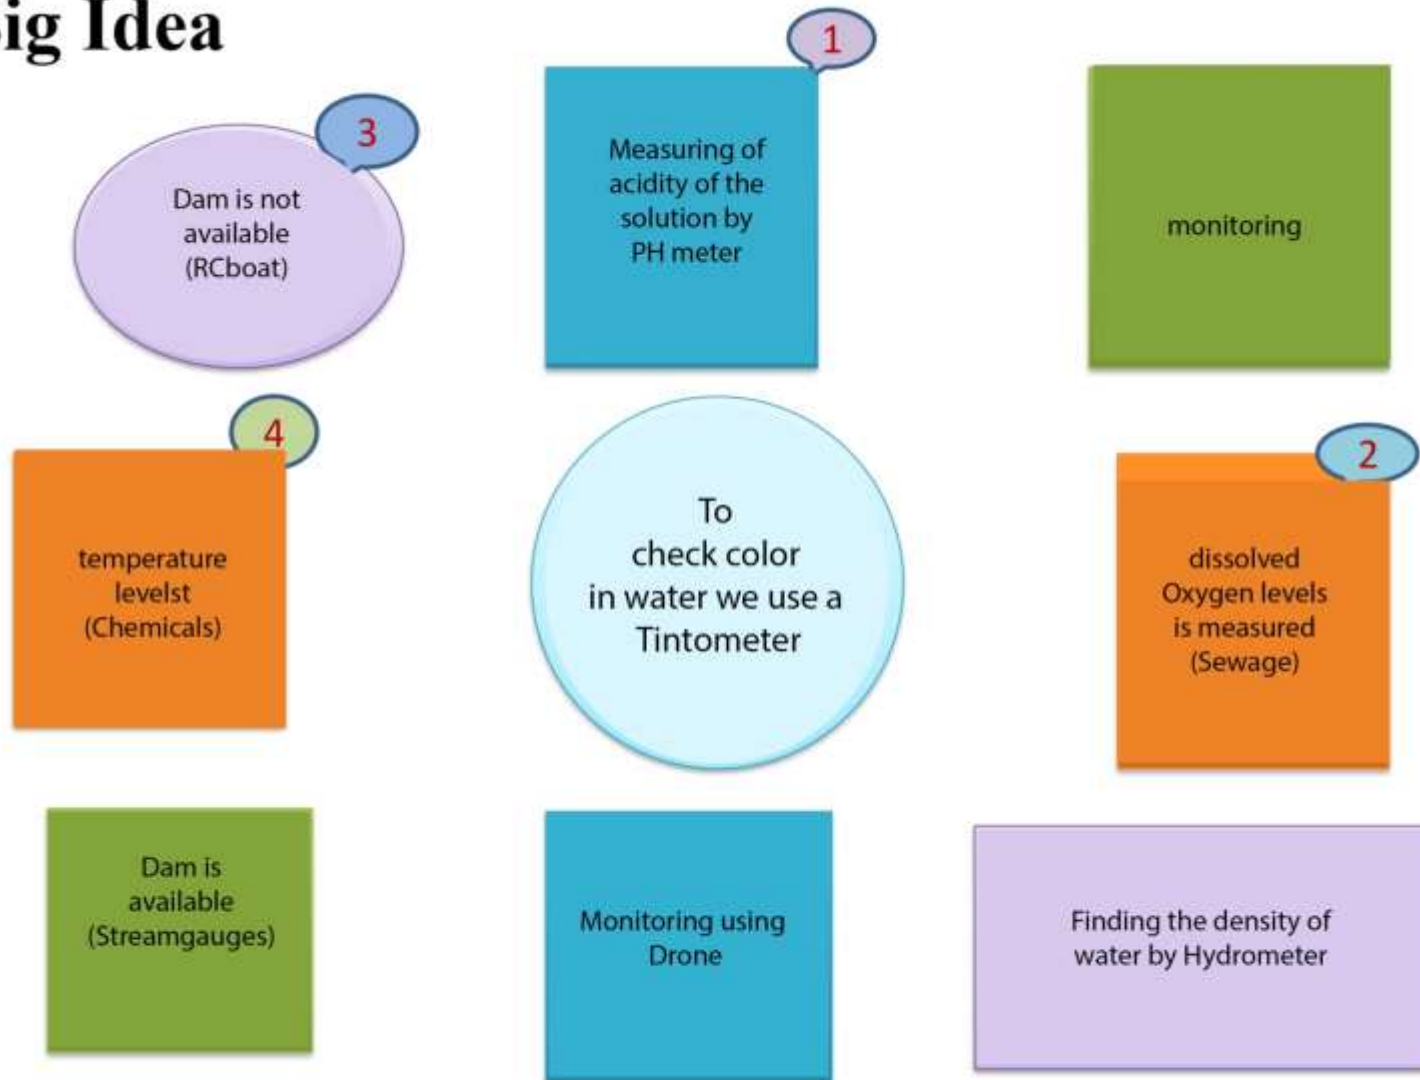 ig Idea
1
Measuring of
acidity of the
solution by
PH meter
3
Dam is not
available
(RCboat)
monitoring
4
temperature
levelst
(Chemicals)
To
check color
in water we use a
Tintometer
2
dissolved
Oxygen levels
is measured
(Sewage)
Dam is
available
(Streamgauges)
Monitoring using
Drone
Finding the density of
water by Hydrometer